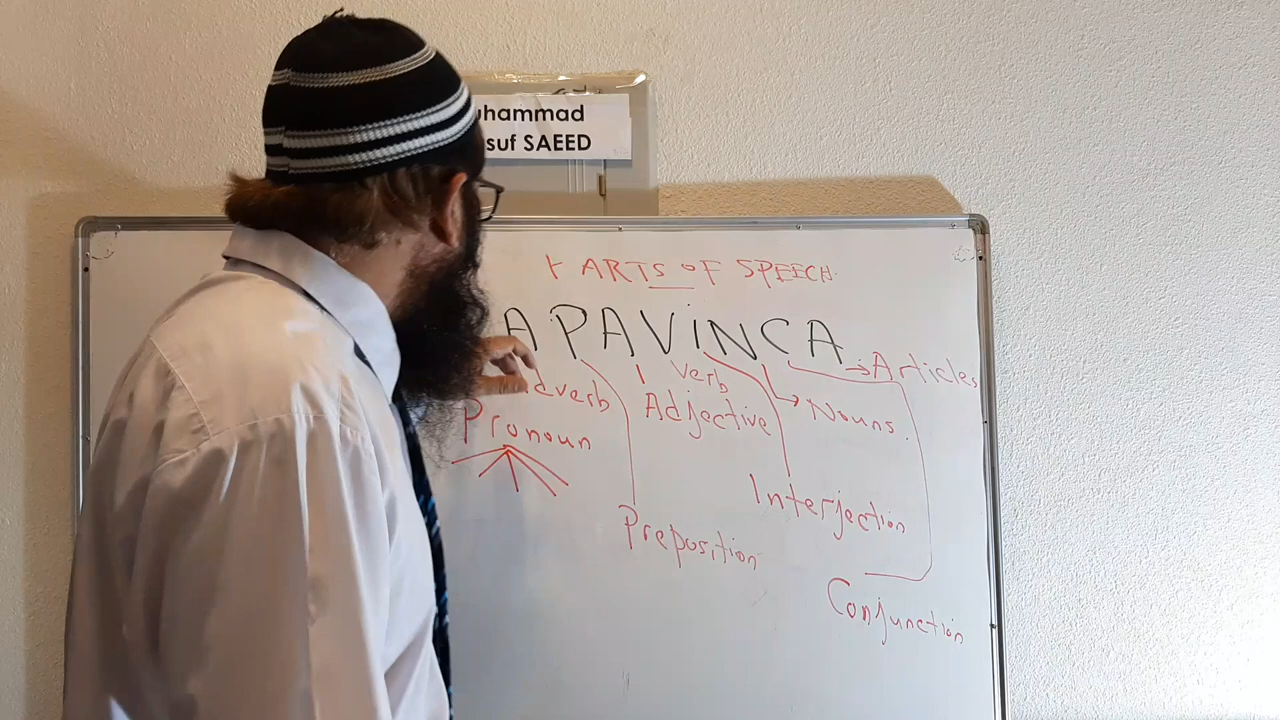 uhammad
suf SAEED
PARTS OF SPEECH
APAViNCA
Articles
Verb
dverb
Adjective
Nouns.
Pronoun
Interjection
Preposition
Conjunction